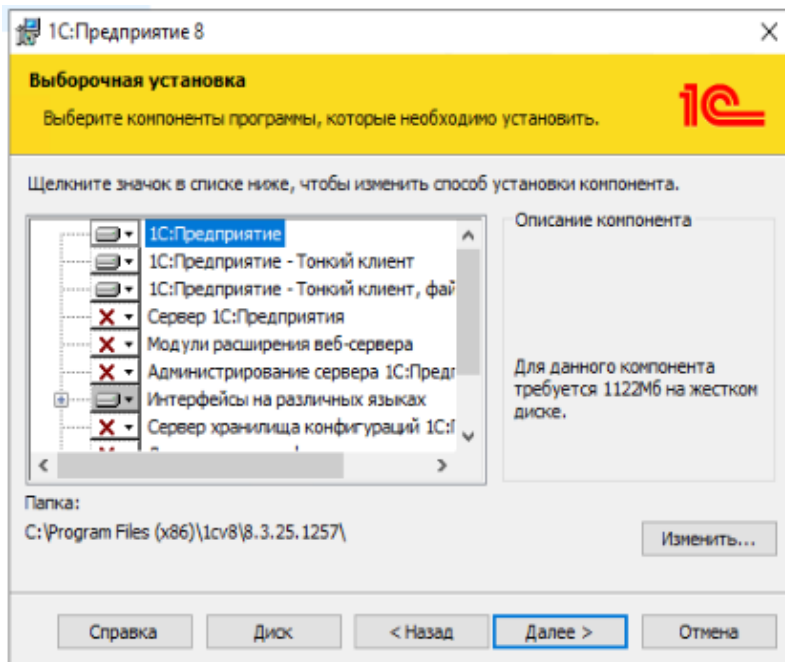 1С:Предприятие 8
Выборочная установка
Выберите компоненты программы, которые необходимо установить.
1С
Щелкните значок в списке ниже, чтобы изменить способ установки компонента.
1С:Предприятие
1С:Предприятие - Тонкий клиент
1С:Предприятие - Тонкий клиент, фай
Сервер 1С:Предприятия
Модули расширения веб-сервера
Администрирование сервера 1С:Предг
Интерфейсы на различных языках
Сервер хранилища конфигураций 1С:Г
Описание компонента
Для данного компонента
требуется 1122Мб на жестком
диске.
Папка:
C:\Program Files (x86)\1cv8\8.3.25.1257\
Изменить...
Справка
Диск
< Назад
Далее >
Отмена